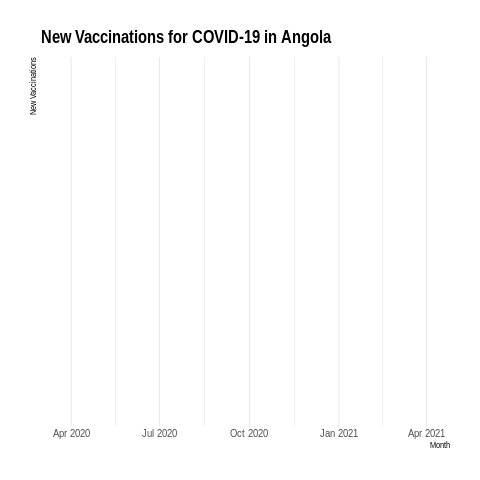 New Vaccinations for COVID-19 in Angola
New Vaccinations
Apr 2020 Jul 2020 Oct 2020 Jan 2021 Apr 2021
Month